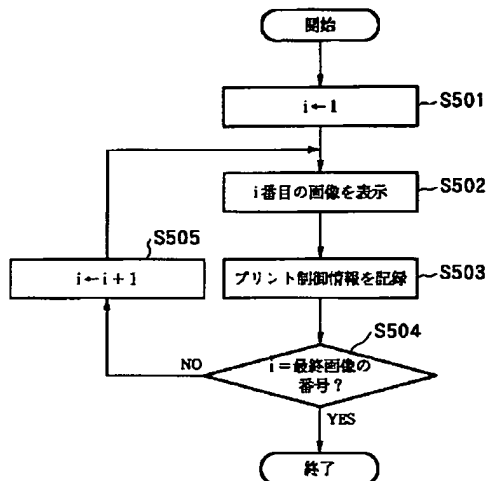 開始
i←1
S501
i番目の画像を表示
S502
S505
i←i+1
プリント制御情報を記録
S503
S504
NO
i=最終画像の
番号?
YES
終了